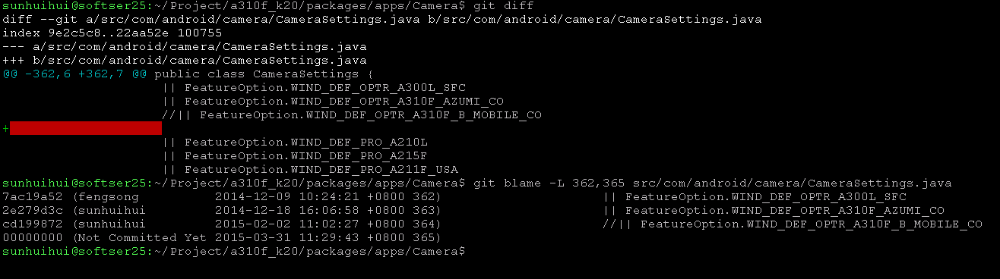 sunhuihui@softser25:~/Project/a310f_k20/packages/apps/Camera$ git diff
diff --git a/src/com/android/camera/CameraSettings.java b/src/com/android/camera/CameraSettings.java
index 9e2c5c8..22aa52e 100755
--- a/src/com/android/camera/CameraSettings.java
+++ b/src/com/android/camera/CameraSettings.java
@@ -362,6 +362,7 @@ public class CameraSettings {
|| FeatureOption.WIND_DEF_OPTR_A300L_SFC
|| FeatureOption.WIND_DEF_OPTR_A310F_AZUMI_CO
//|| FeatureOption.WIND_DEF_OPTR_A310F_B_MOBILE_CO
+
|| FeatureOption.WIND_DEF_PRO_A210L
|| FeatureOption.WIND_DEF_PRO_A215F
|| FeatureOption.WIND_DEF_PRO_A211F_USA
sunhuihui@softser25:~/Project/a310f_k20/packages/apps/Camera$ git blame -L 362,365 src/com/android/camera/CameraSettings.java
7ac19a52 (fengsong 2014-12-09 10:24:21 +0800 362) || FeatureOption.WIND_DEF_OPTR_A300L_SFC
2e279d3c (sunhuihui 2014-12-18 16:06:58 +0800 363) || FeatureOption.WIND_DEF_OPTR_A310F_AZUMI_CO
cd199872 (sunhuihui 2015-02-02 11:02:27 +0800 364) //|| FeatureOption.WIND_DEF_OPTR_A310F_B_MOBILE_CO
00000000 (Not Committed Yet 2015-03-31 11:29:43 +0800 365)
sunhuihui@softser25:~/Project/a310f_k20/packages/apps/Camera$